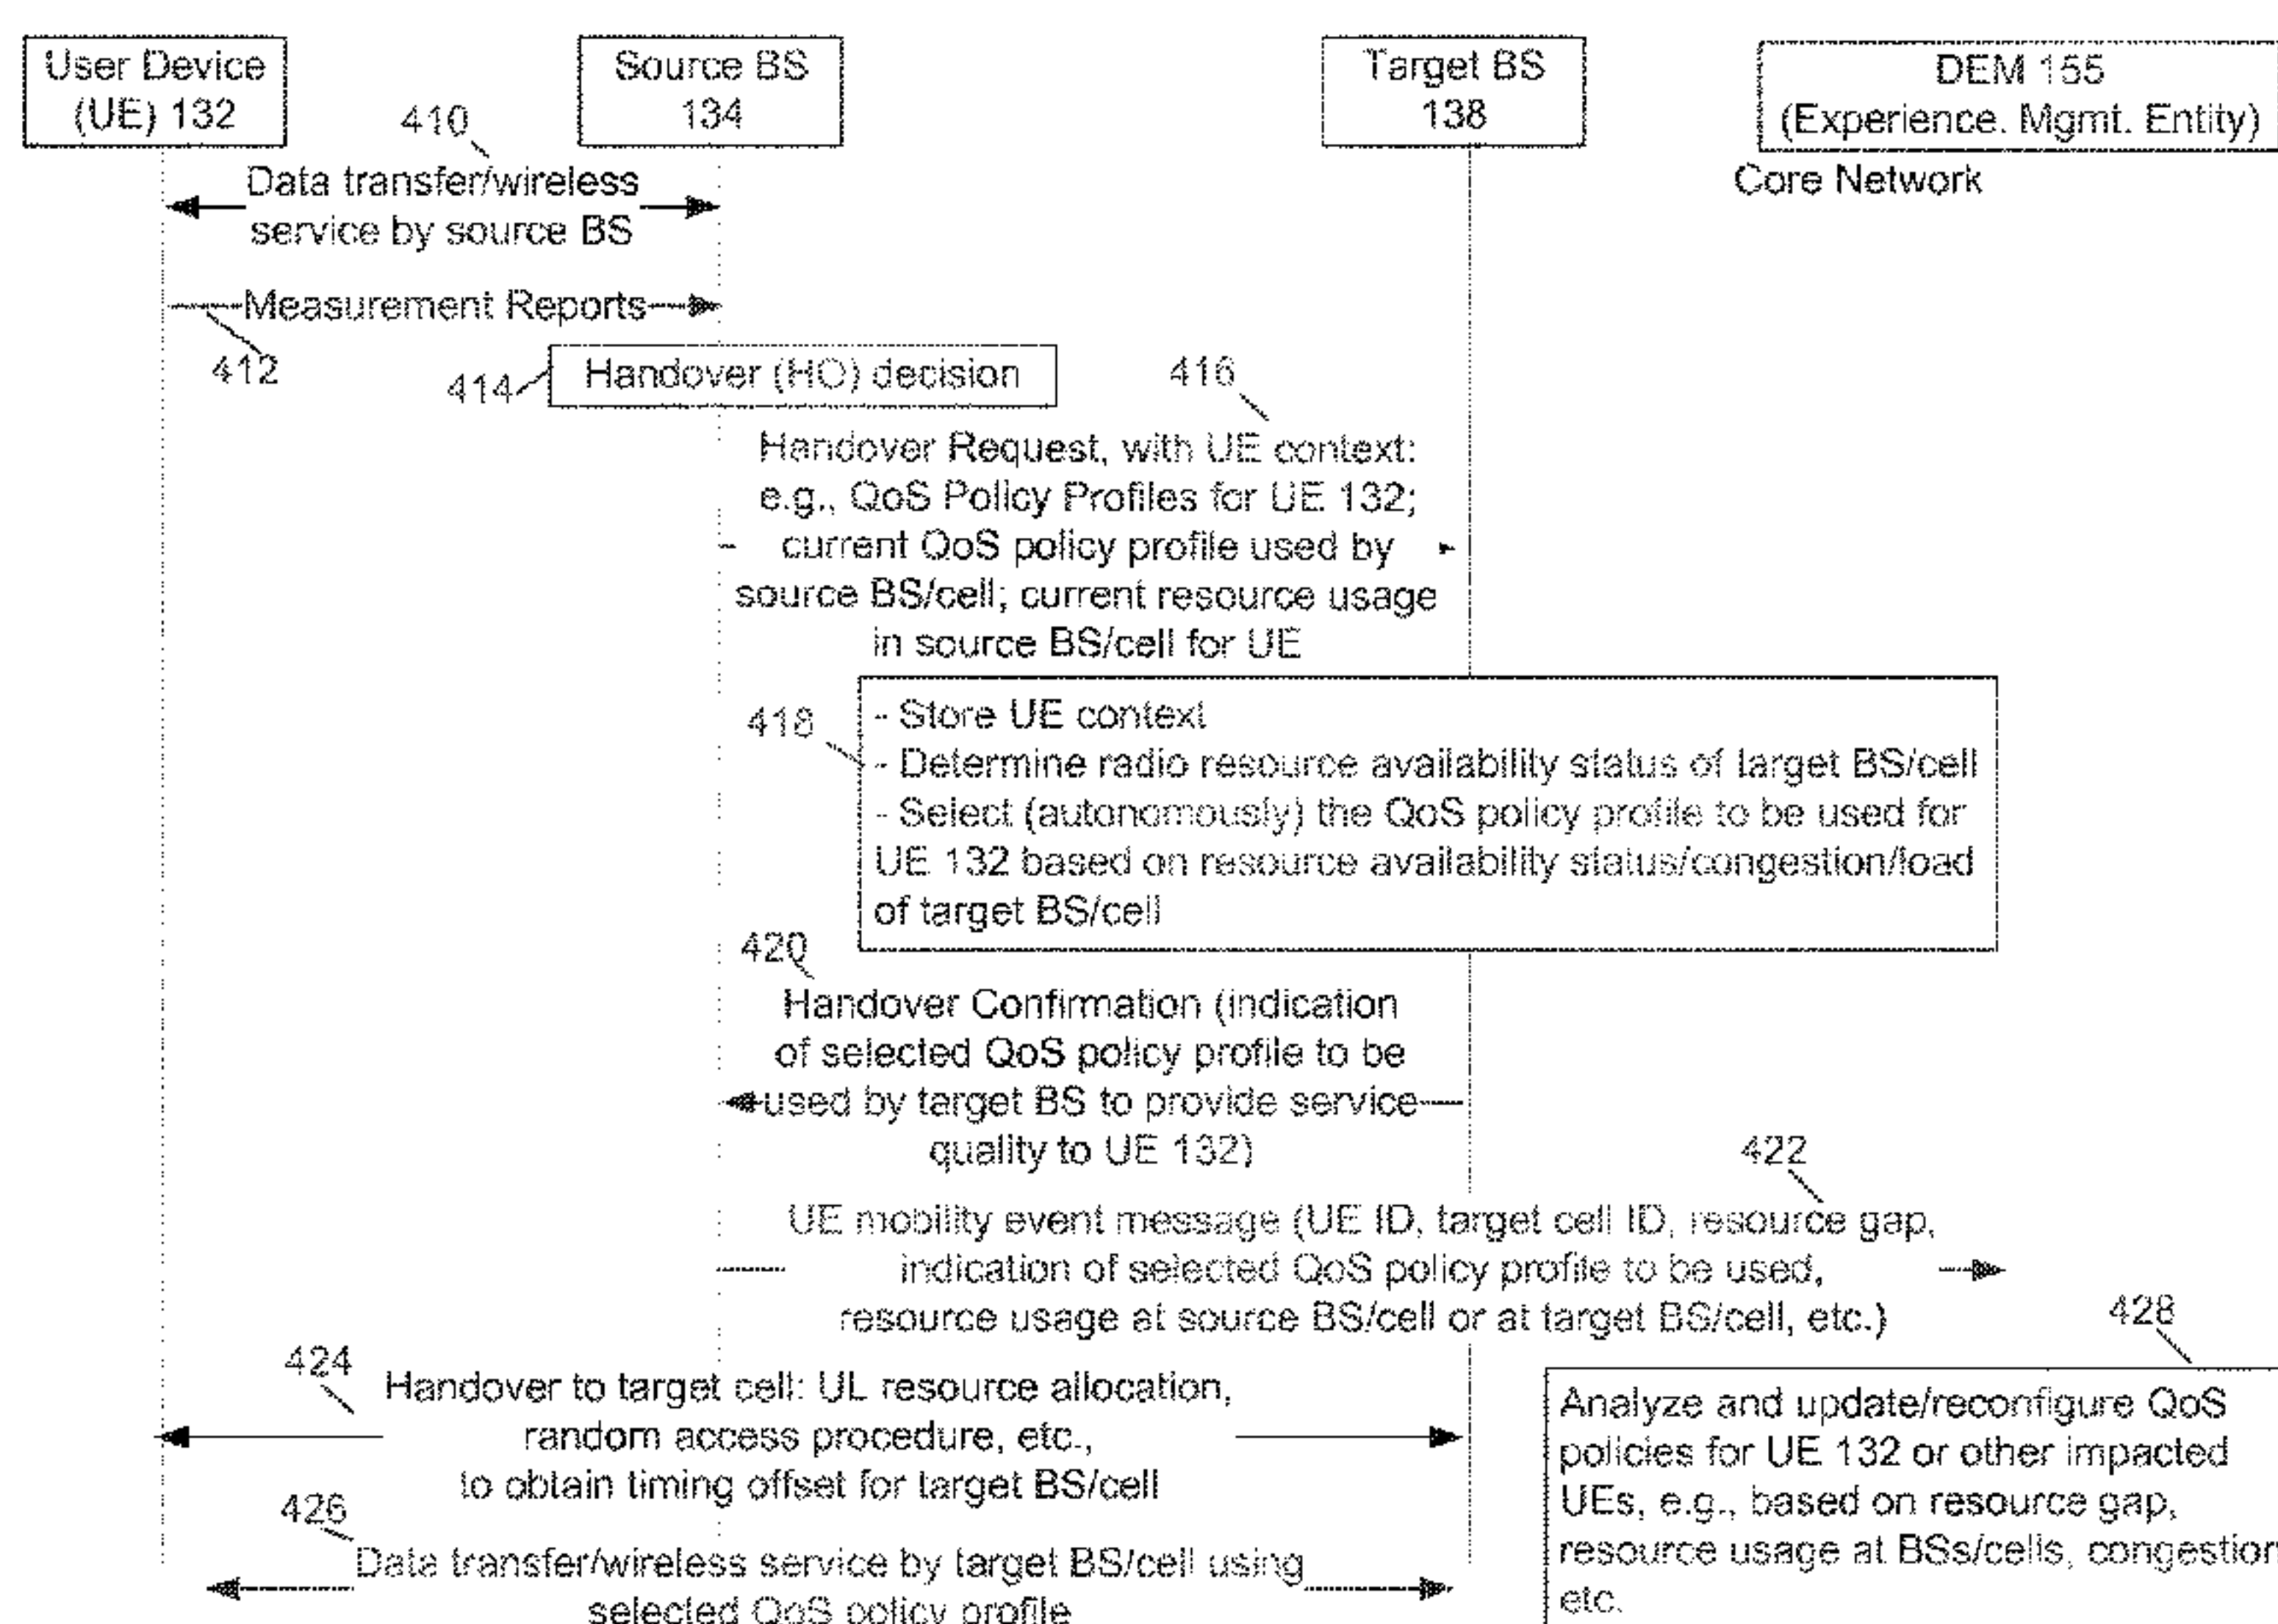 User Device
(UE) 132
Source BS
134
Target BS
138
DEM 155
(Experience. Mgmt. Entity)
Core Network
410
Data transfer/wireless
service by source BS
Measurement Reports
412
414
Handover (HO) decision
416
Handover Request, with UE context:
e.g., QoS Policy Profiles for UE 132;
current QoS policy profile used by
source BS/cell; current resource usage
in source BS/cell for UE
418
- Store UE context
- Determine radio resource availability status of target BS/cell
- Select (autonomously) the QoS policy profile to be used for
UE 132 based on resource availability status/congestion/load
of target BS/cell
420
Handover Confirmation (indication
of selected QoS policy profile to be
used by target BS to provide service
quality to UE 132)
422
UE mobility event message (UE ID, target cell ID, resource gap,
indication of selected QoS policy profile to be used,
resource usage at source BS/cell or at target BS/cell, etc.)
424
Handover to target cell: UL resource allocation,
random access procedure, etc.,
to obtain timing offset for target BS/cell
426
Data transfer/wireless service by target BS/cell using
selected QoS policy profile
428
Analyze and update/reconfigure QoS
policies for UE 132 or other impacted
UEs, e.g., based on resource gap,
resource usage at BSs/cells, congestion
etc.